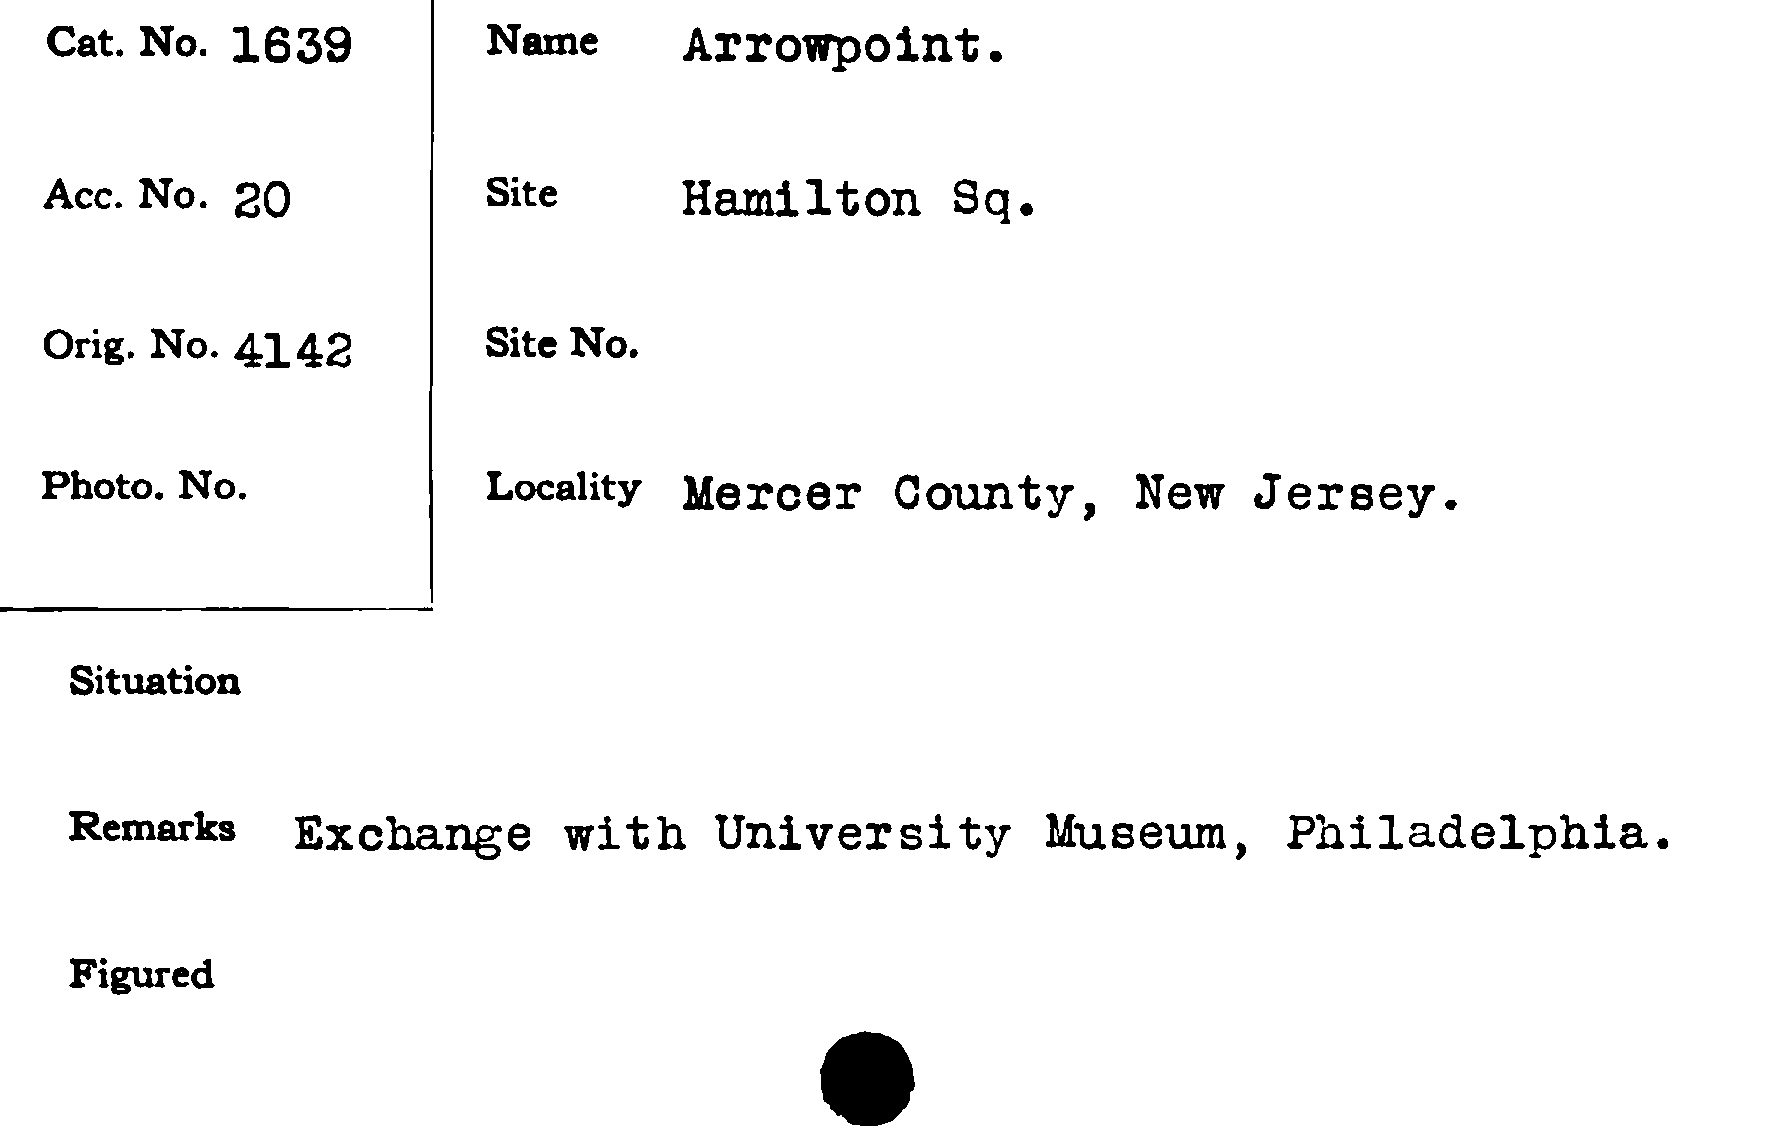 Cat. No. 1639
Name Arrowpoint.
Acc. No. 20
Site Hamilton Sq.
Orig. No. 4142
Site No.
Photo. No.
Locality Mercer County, New Jersey.
Situation
Remarks Exchange with University Museum, Philadelphia.
Figured